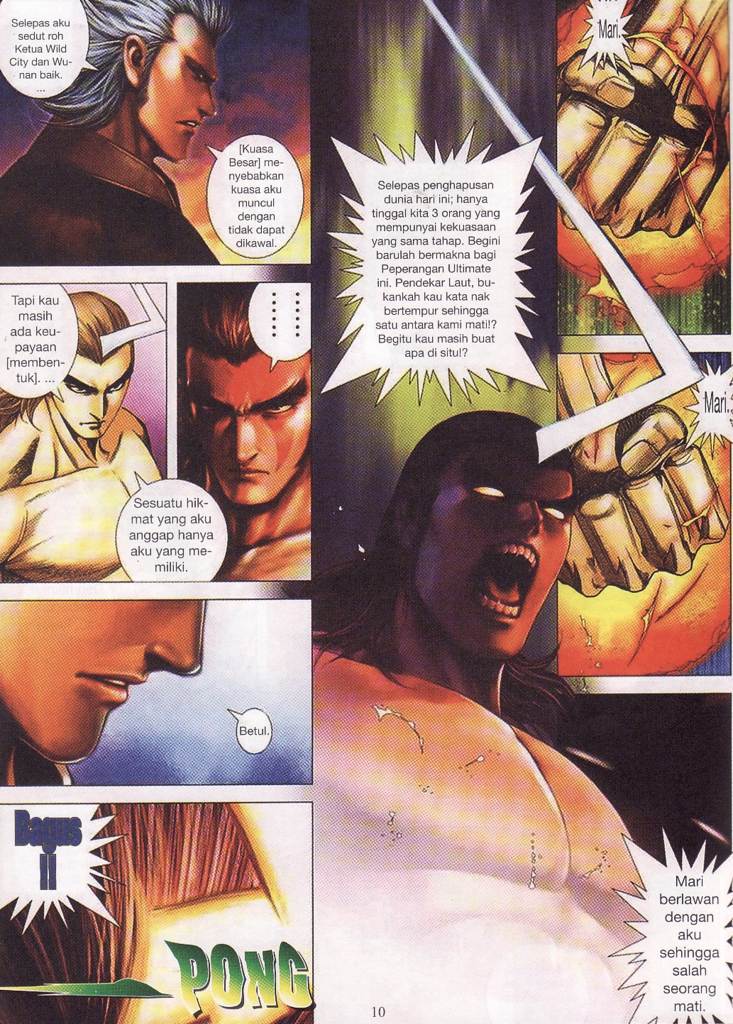 Selepas aku
sedut roh
Ketua Wild
City dan Wu-
nan baik.
...
[Kuasa
Besar] me-
nyebabkan
kuasa aku
muncul
dengan
tidak dapat
dikawal.
Tapi kau
masih
ada keu-
payaan
[memben-
tuk]. ...
Sesuatu hik-
mat yang aku
anggap hanya
aku yang me-
miliki.
Betul.
Bagus
!!
PONG
Selepas penghapusan
dunia hari ini; hanya
tinggal kita 3 orang yang
mempunyai kekuasaan
yang sama tahap. Begini
barulah bermakna bagi
Peperangan Ultimate
ini. Pendekar Laut, bu-
kankah kau kata nak
bertempur sehingga
satu antara kami mati!?
Begitu kau masih buat
apa di situ!?
Mari.
Mari.
Mari
berlawan
dengan
aku
sehingga
salah
seorang
mati.
10